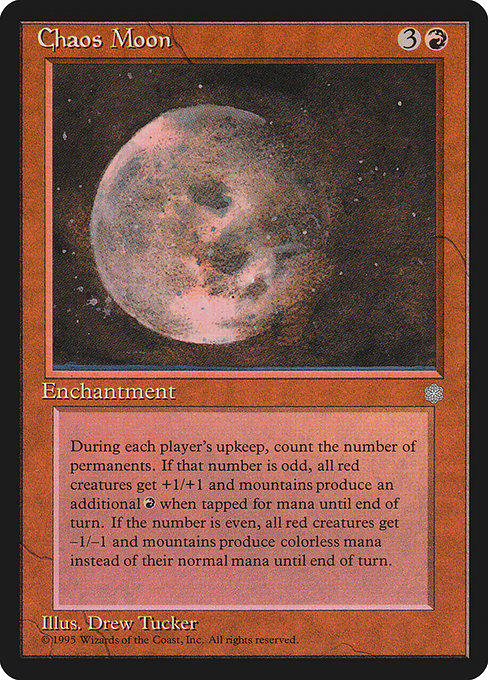 Chaos Moon 3
Enchantment
During each player's upkeep, count the number of
permanents. If that number is odd, all red
creatures get +1/+1 and mountains produce an
additional when tapped for mana until end of
turn. If the number is even, all red creatures get
–1/–1 and mountains produce colorless mana
instead of their normal mana until end of turn.
Illus. Drew Tucker
©1995 Wizards of the Coast, Inc. All rights reserved.